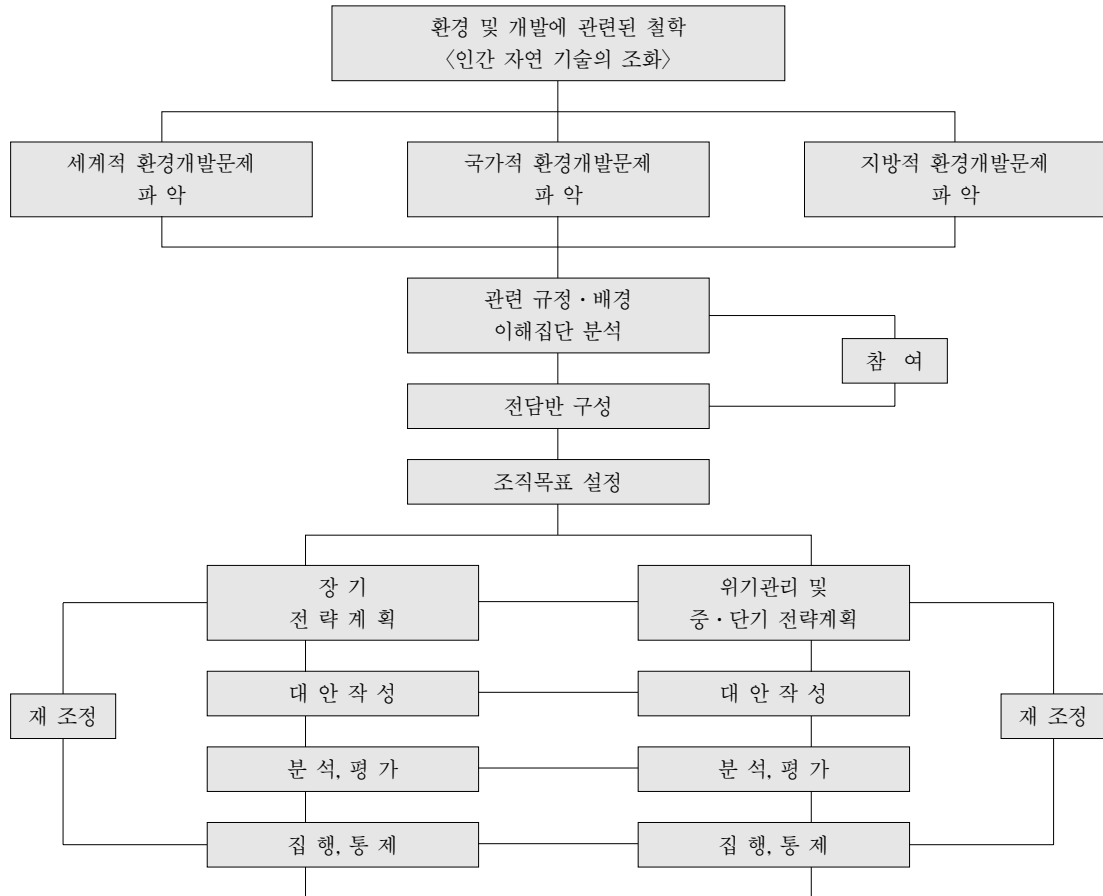 환경 및 개발에 관련된 철학
〈인간 자연 기술의 조화〉
세계적 환경개발문제
파 악
국가적 환경개발문제
파 악
지방적 환경개발문제
파 악
관련 규정·배경
이해집단 분석
참 여
전담반 구성
조직목표 설정
장 기
전 략 계 획
위기관리 및
중·단기 전략계획
대 안 작 성
대 안 작 성
재 조정
재 조정
분 석, 평 가
분 석, 평 가
집 행, 통 제
집 행, 통 제